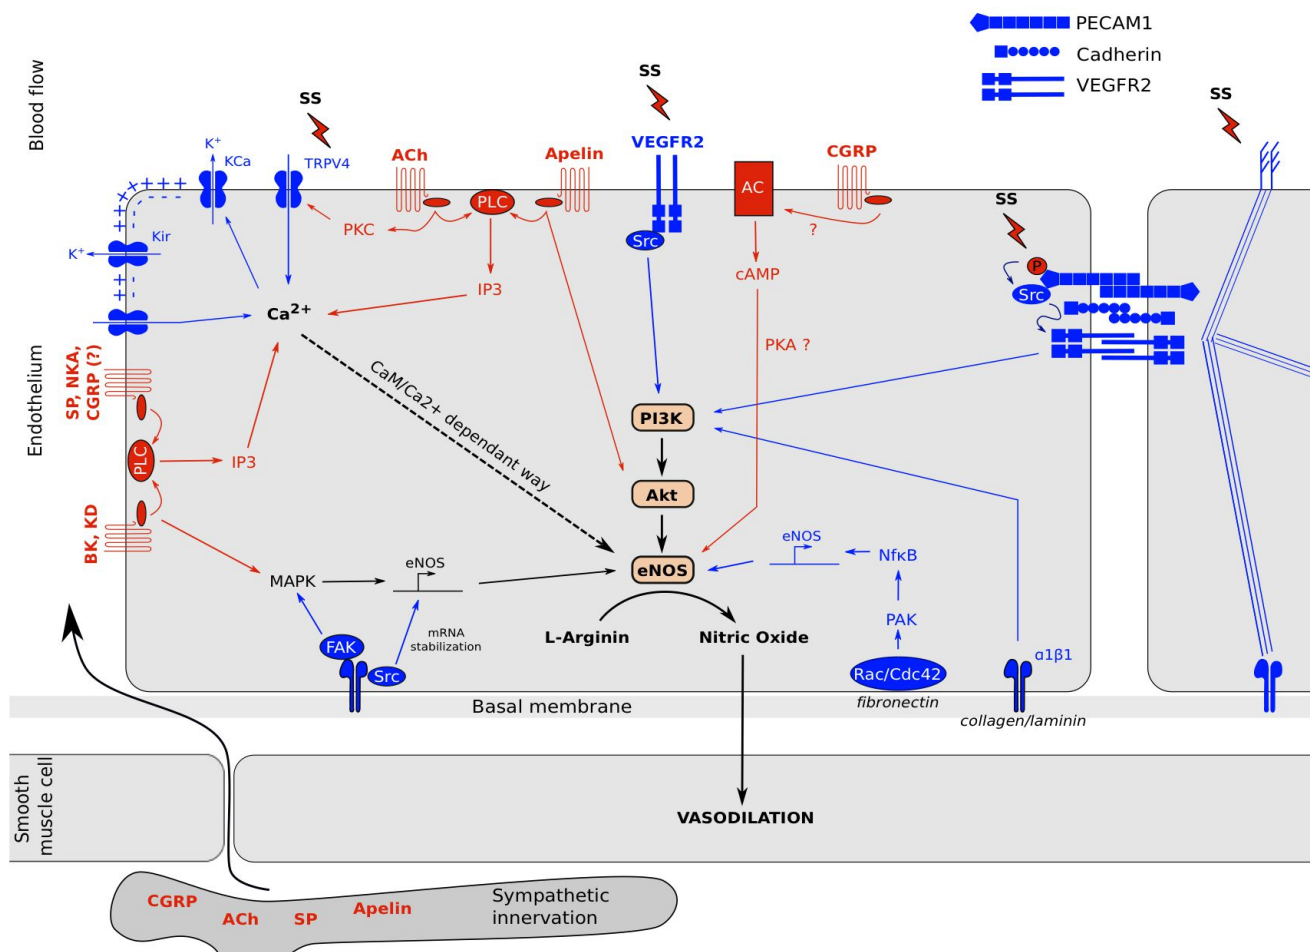 PECAM1
Cadherin
VEGFR2
Blood flow
SS
SS
SS
K⁺
KCa
TRPV4
ACh
Apelin
VEGFR2
CGRP
AC
PLC
PKC
Src
?
SS
Kir
K⁺
IP3
cAMP
P
Src
Ca²⁺
PKA ?
Endothelium
SP, NKA,
CGRP (?)
CaM/Ca2+ dependant way
PI3K
PLC
IP3
Akt
BK, KD
eNOS
eNOS
NfκB
MAPK
eNOS
L-Arginin
Nitric Oxide
PAK
mRNA
stabilization
FAK
Src
Rac/Cdc42
α1β1
Basal membrane
fibronectin
collagen/laminin
Smooth
muscle cell
VASODILATION
CGRP
ACh
SP
Apelin
Sympathetic
innervation